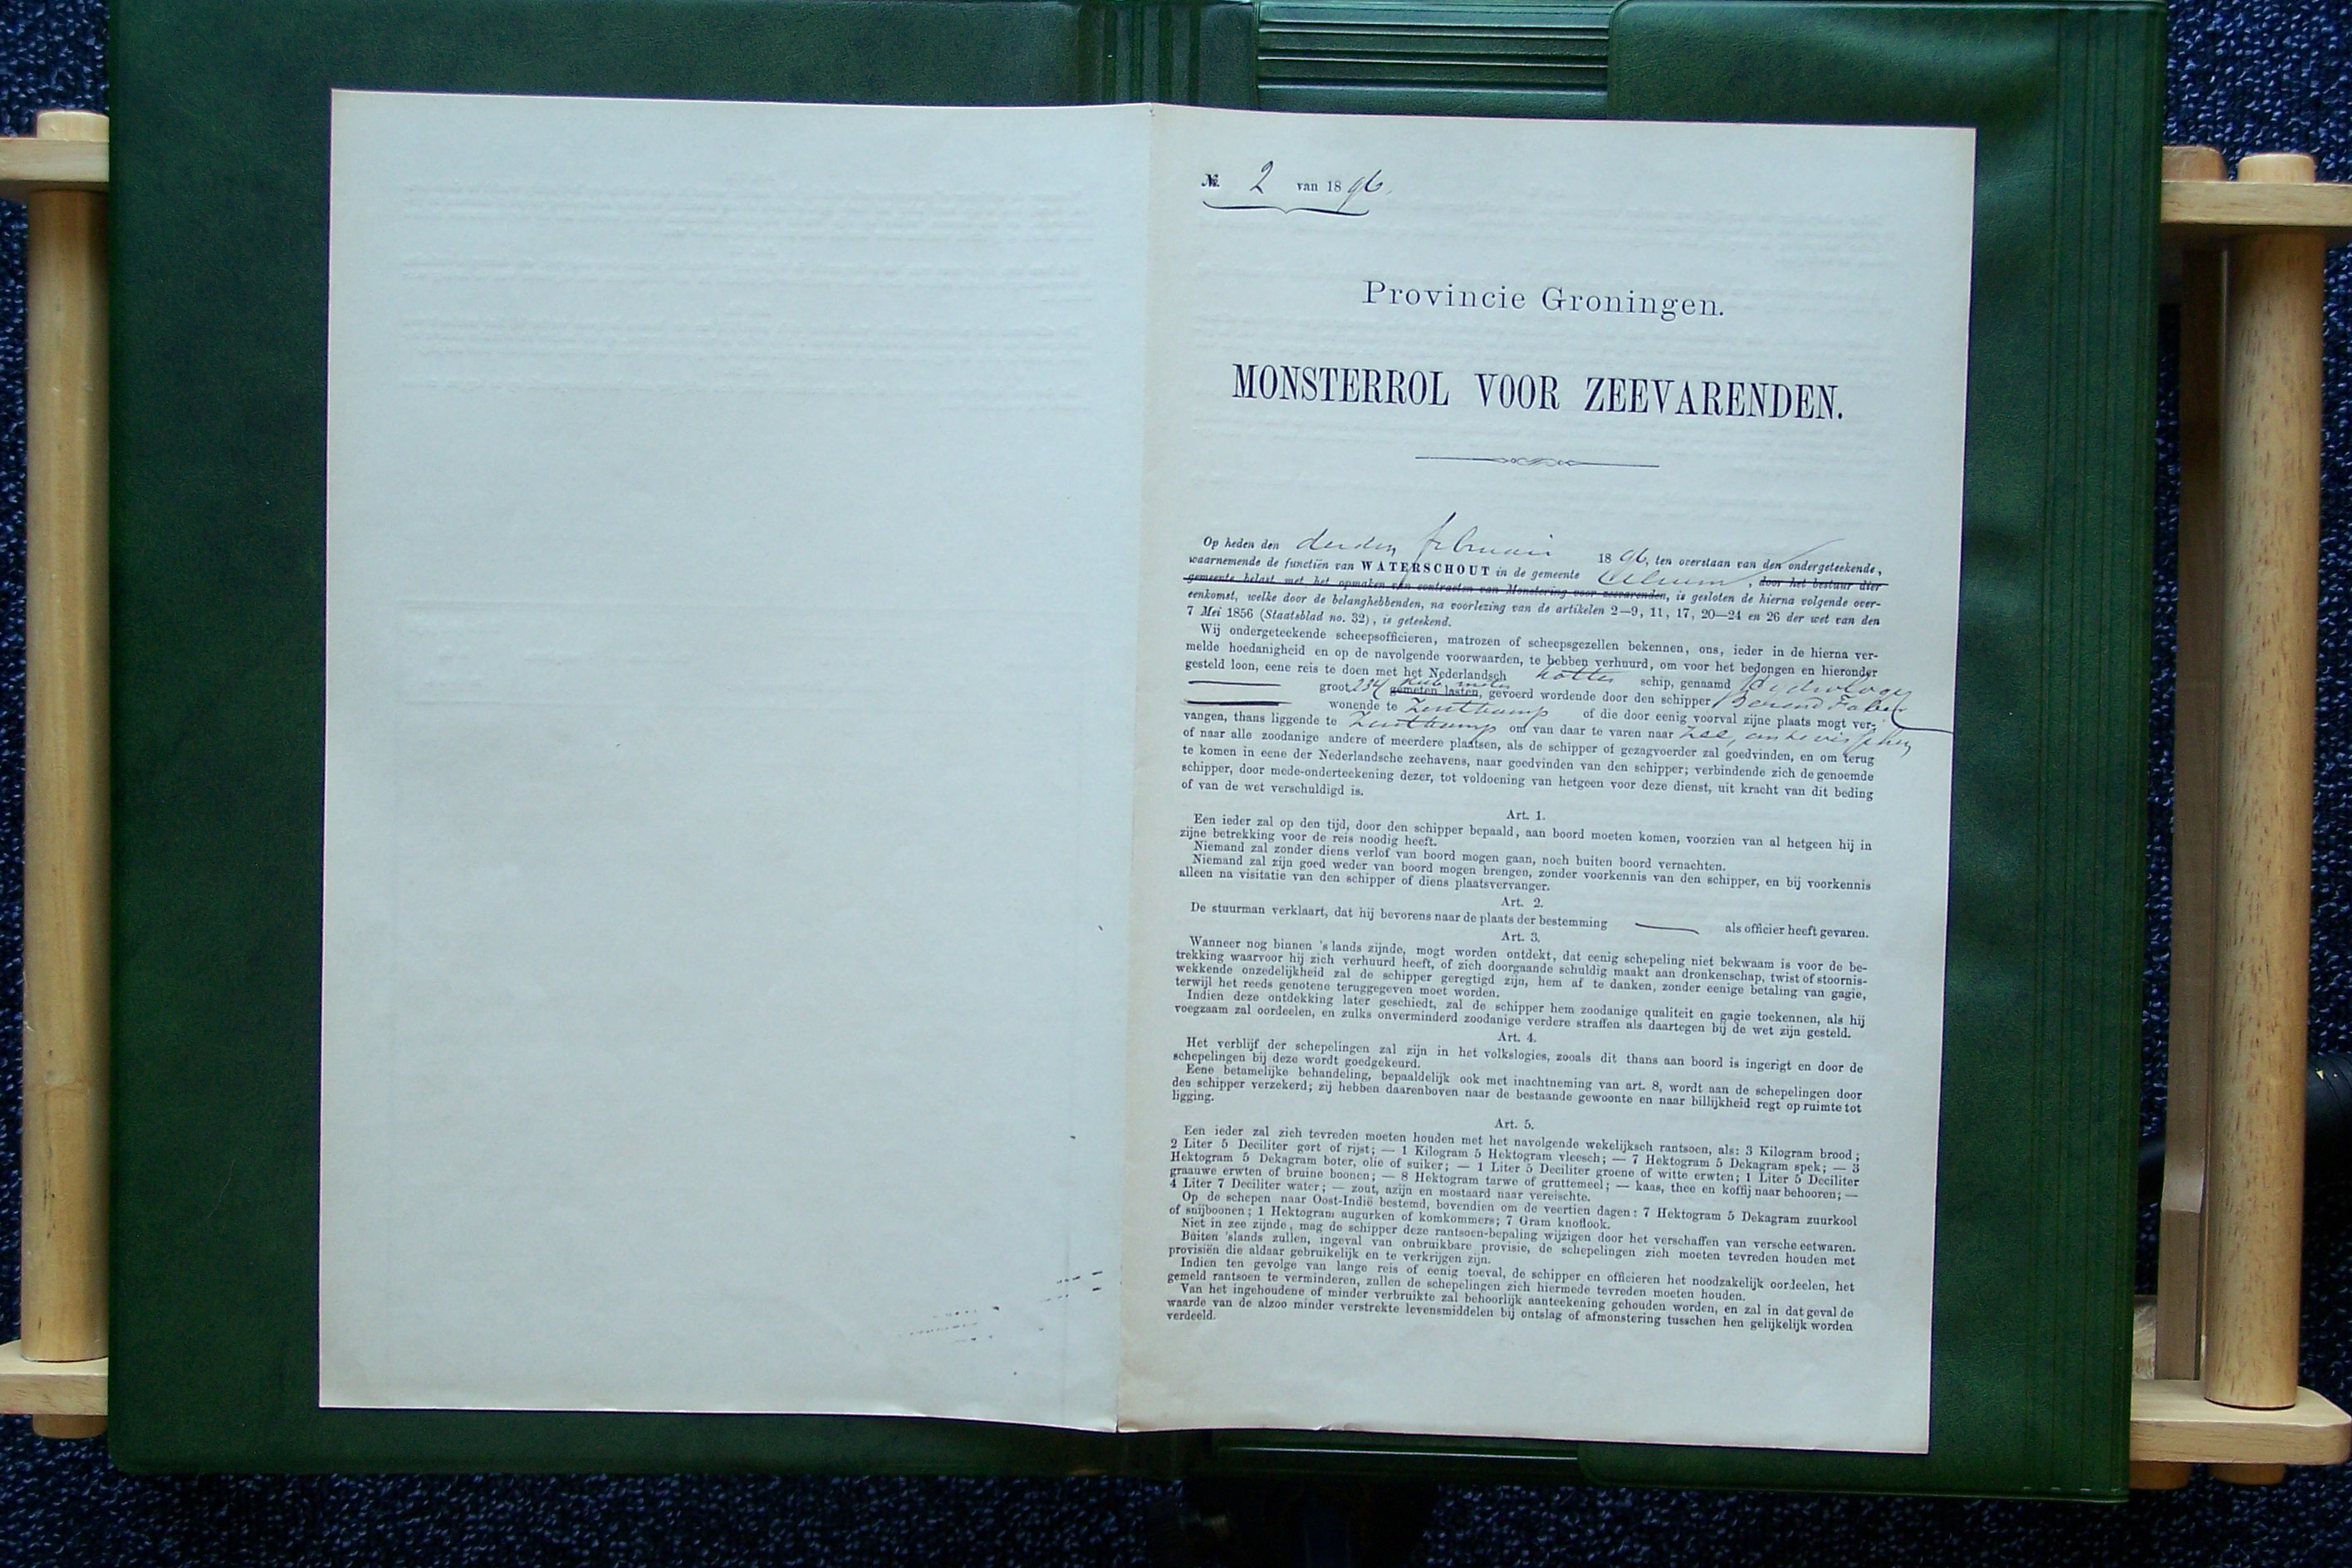 No. 2 van 1896.
Provincie Groningen.
MONSTERROL VOOR ZEEVARENDEN.
Op heden den derden februari 1896, ten overstaan van den ondergeteekende,
waarnemende de functiën van WATERSCHOUT in de gemeente Ulrum, door het bestuur dier
gemeente belast met het opmaken van contracten van Monstering voor zeevarenden, is gesloten de hierna volgende over-
eenkomst, welke door de belanghebbenden, na voorlezing van de artikelen 2—9, 11, 17, 20—24 en 26 der wet van den
7 Mei 1856 (Staatsblad no. 32), is geteekend.
Wij ondergeteekende scheepsofficieren, matrozen of scheepsgezellen bekennen, ons, ieder in de hierna ver-
melde hoedanigheid en op de navolgende voorwaarden, te hebben verhuurd, om voor het bedongen en hieronder
gesteld loon, eene reis te doen met het Nederlandsch kotter schip, genaamd
groot 234 kub. meter gemeten lasten, gevoerd wordende door den schipper Berend
wonende te Zoutkamp of die door eenig voorval zijne plaats mogt ver-
vangen, thans liggende te Zoutkamp om van daar te varen naar zee, om te visschen
of naar alle zoodanige andere of meerdere plaatsen, als de schipper of gezagvoerder zal goedvinden, en om terug
te komen in eene der Nederlandsche zeehavens, naar goedvinden van den schipper; verbindende zich de genoemde
schipper, door mede-onderteekening dezer, tot voldoening van hetgeen voor deze dienst, uit kracht van dit beding
of van de wet verschuldigd is.
Art. 1.
Een ieder zal op den tijd, door den schipper bepaald, aan boord moeten komen, voorzien van al hetgeen hij in
zijne betrekking voor de reis noodig heeft.
Niemand zal zonder diens verlof van boord mogen gaan, noch buiten boord vernachten.
Niemand zal zijn goed weder van boord mogen brengen, zonder voorkennis van den schipper, en bij voorkennis
alleen na visitatie van den schipper of diens plaatsvervanger.
Art. 2.
De stuurman verklaart, dat hij bevorens naar de plaats der bestemming — als officier heeft gevaren.
Art. 3.
Wanneer nog binnen 's lands zijnde, mogt worden ontdekt, dat eenig schepeling niet bekwaam is voor de be-
trekking waarvoor hij zich verhuurd heeft, of zich doorgaande schuldig maakt aan dronkenschap, twist of stoornis-
wekkende onzedelijkheid zal de schipper geregtigd zijn, hem af te danken, zonder eenige betaling van gagie,
terwijl het reeds genotene teruggegeven moet worden.
Indien deze ontdekking later geschiedt, zal de schipper hem zoodanige qualiteit en gagie toekennen, als hij
voegzaam zal oordeelen, en zulks onverminderd zoodanige verdere straffen als daartegen bij de wet zijn gesteld.
Art. 4.
Het verblijf der schepelingen zal zijn in het volkslogies, zooals dit thans aan boord is ingerigt en door de
schepelingen bij deze wordt goedgekeurd.
Eene betamelijke behandeling, bepaaldelijk ook met inachtneming van art. 8, wordt aan de schepelingen door
den schipper verzekerd; zij hebben daarenboven naar de bestaande gewoonte en naar billijkheid regt op ruimte tot
ligging.
Art. 5.
Een ieder zal zich tevreden moeten houden met het navolgende wekelijksch rantsoen, als: 3 Kilogram brood;
2 Liter 5 Deciliter gort of rijst; — 1 Kilogram 5 Hektogram vleesch; — 7 Hektogram 5 Dekagram spek; — 3
Hektogram 5 Dekagram boter, olie of suiker; — 1 Liter 5 Deciliter groene of witte erwten; 1 Liter 5 Deciliter
graauwe erwten of bruine boonen; — 8 Hektogram tarwe of gruttemeel; — kaas, thee en koffij naar behooren; —
4 Liter 7 Deciliter water; — zout, azijn en mostaard naar vereischte.
Op de schepen naar Oost-Indië bestemd, bovendien om de veertien dagen: 7 Hektogram 5 Dekagram zuurkool
of snijboonen; 1 Hektogram augurken of komkommers; 7 Gram knoflook.
Niet in zee zijnde, mag de schipper deze rantsoen-bepaling wijzigen door het verschaffen van versche eetwaren.
Buiten 'slands zullen, ingeval van onbruikbare provisie, de schepelingen zich moeten tevreden houden met
provisiën die aldaar gebruikelijk en te verkrijgen zijn.
Indien ten gevolge van lange reis of eenig toeval, de schipper en officieren het noodzakelijk oordeelen, het
gemeld rantsoen te verminderen, zullen de schepelingen zich hiermede tevreden moeten houden.
Van het ingehoudene of minder verbruikte zal behoorlijk aanteekening gehouden worden, en zal in dat geval de
waarde van de alzoo minder verstrekte levensmiddelen bij ontslag of afmonstering tusschen hen gelijkelijk worden
verdeeld.